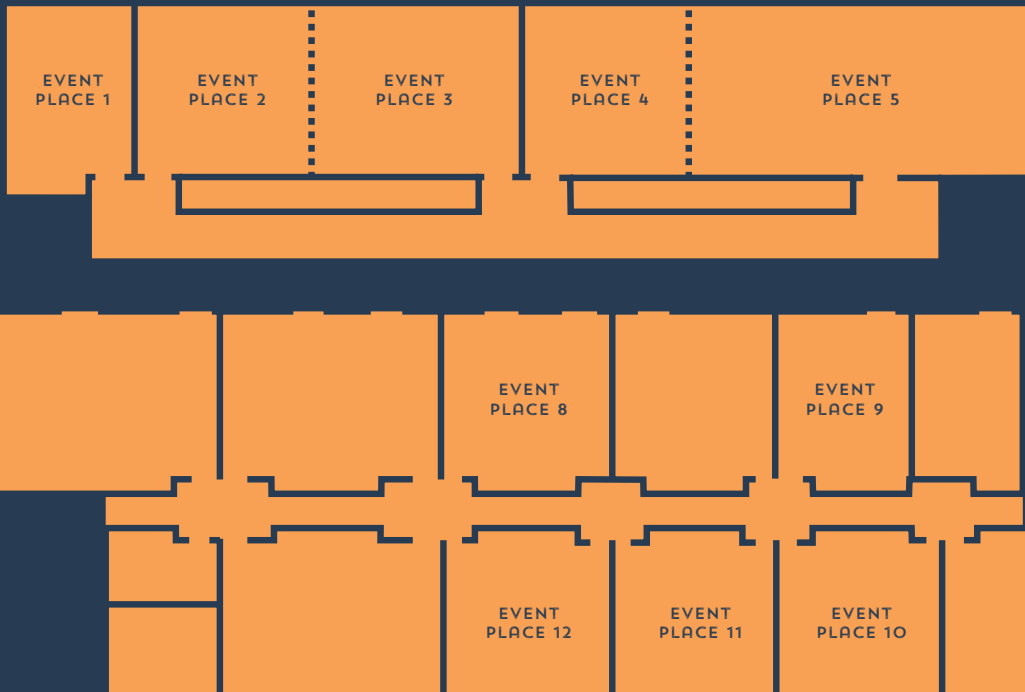 EVENT
PLACE 1
EVENT
PLACE 2
EVENT
PLACE 3
EVENT
PLACE 4
EVENT
PLACE 5
EVENT
PLACE 8
EVENT
PLACE 9
EVENT
PLACE 12
EVENT
PLACE 11
EVENT
PLACE 10